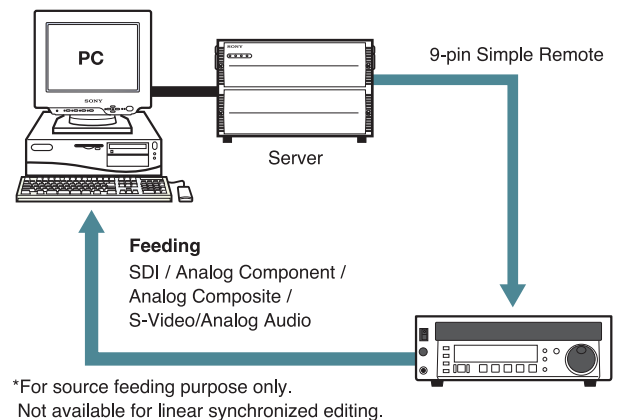 PC
SONY
SONY
9-pin Simple Remote
Server
Feeding
SDI / Analog Component /
Analog Composite /
S-Video/Analog Audio
*For source feeding purpose only.
Not available for linear synchronized editing.